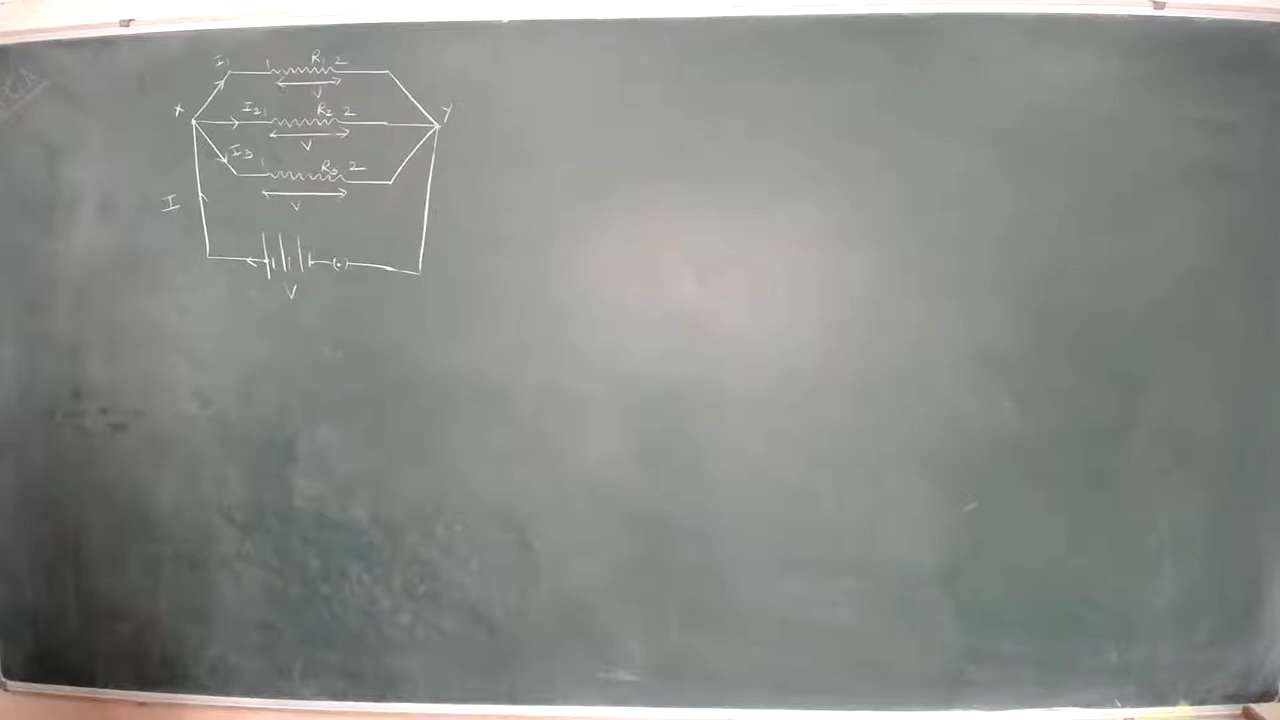 I₁ 1 R₁ 2
V
X I₂ 1 R₂ 2 Y
V
I₃ 1 R₃ 2
V
I
V